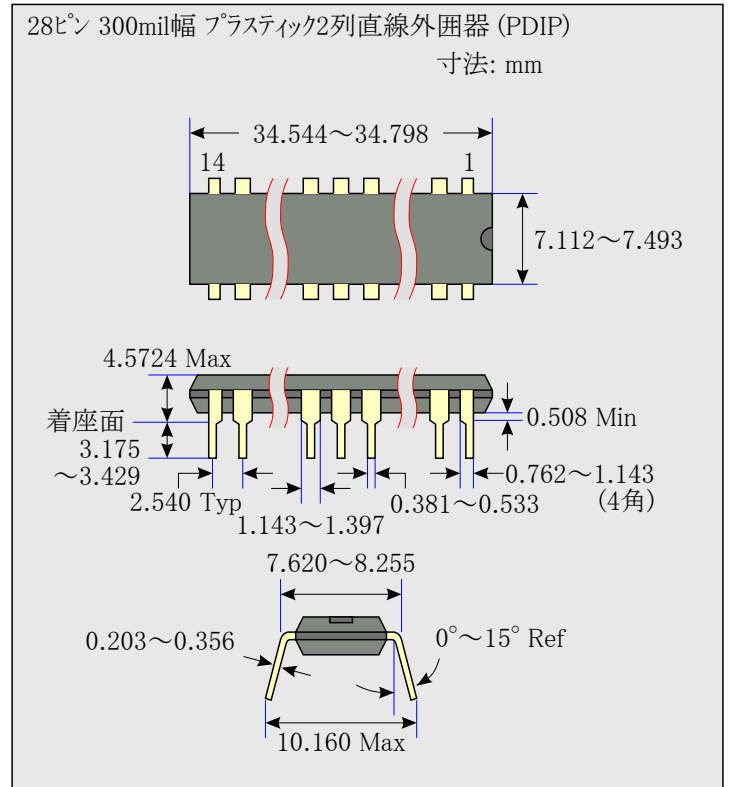 28ﾋﾟﾝ 300mil幅 ﾌﾟﾗｽﾃｨｯｸ2列直線外囲器 (PDIP)
寸法: mm
34.544～34.798
14
1
7.112～7.493
4.5724 Max
着座面
3.175
～3.429
0.508 Min
2.540 Typ
0.762～1.143
(4角)
0.381～0.533
1.143～1.397
7.620～8.255
0.203～0.356
0°～15° Ref
10.160 Max